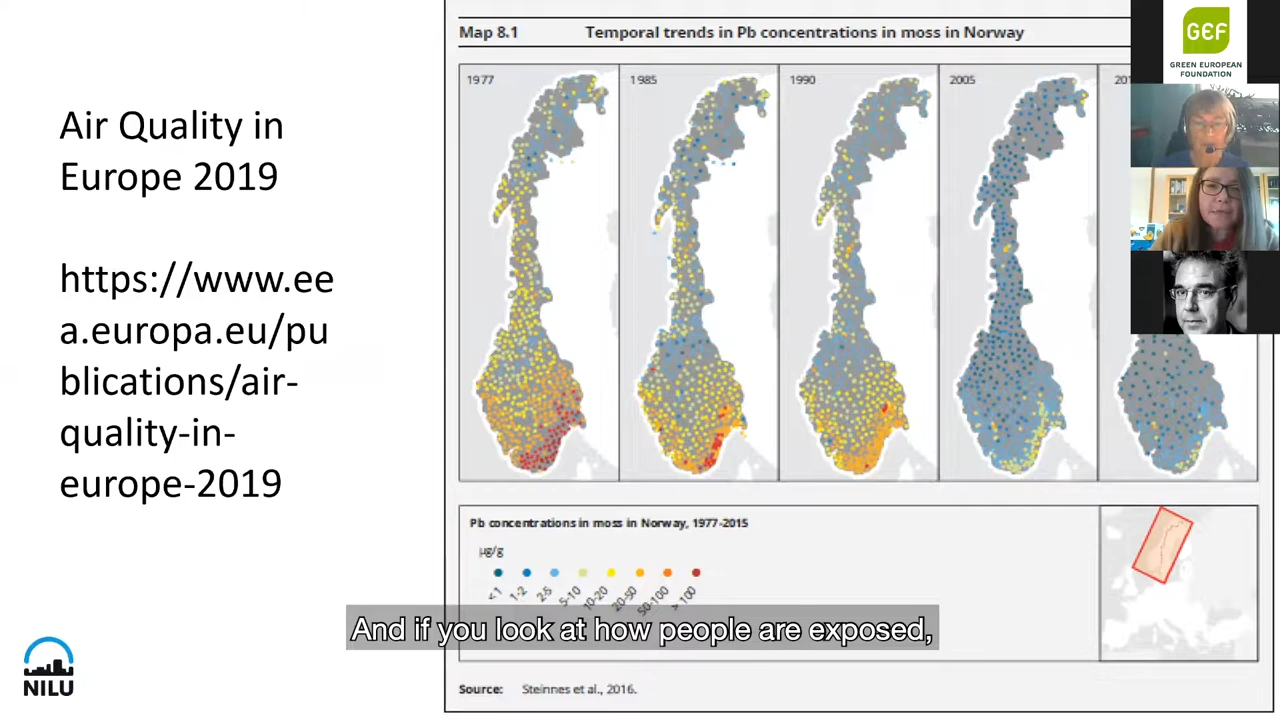 Air Quality in
Europe 2019
https://www.ee
a.europa.eu/pu
blications/air-
quality-in-
europe-2019
NILU
Map 8.1 Temporal trends in Pb concentrations in moss in Norway
1977 1985 1990 2005
Pb concentrations in moss in Norway, 1977-2015
µg/g
<1 1-2 2-5 5-10 10-20 20-50 50-100 > 100
And if you look at how people are exposed,
Source: Steinnes et al., 2016.
GEF
GREEN EUROPEAN
FOUNDATION